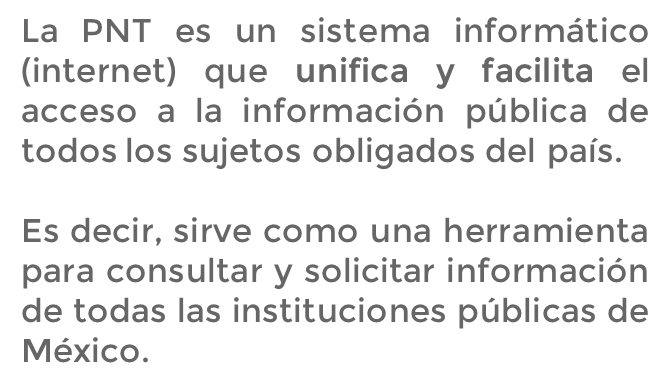 La PNT es un sistema informático
(internet) que unifica y facilita el
acceso a la información pública de
todos los sujetos obligados del país.
Es decir, sirve como una herramienta
para consultar y solicitar información
de todas las instituciones públicas de
México.